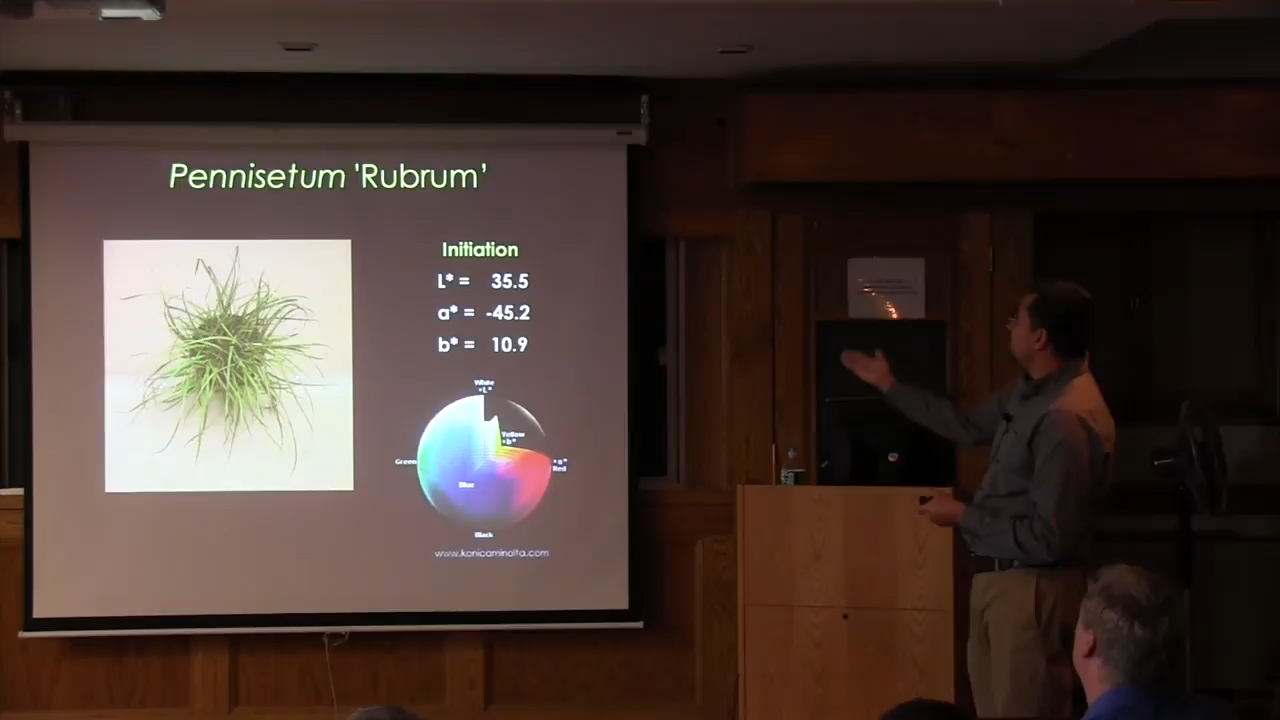 Pennisetum 'Rubrum'
Initiation
L* = 35.5
a* = -45.2
b* = 10.9
White
+L*
Yellow
+b*
Green
+a*
Red
Blue
Black
www.konicaminolta.com